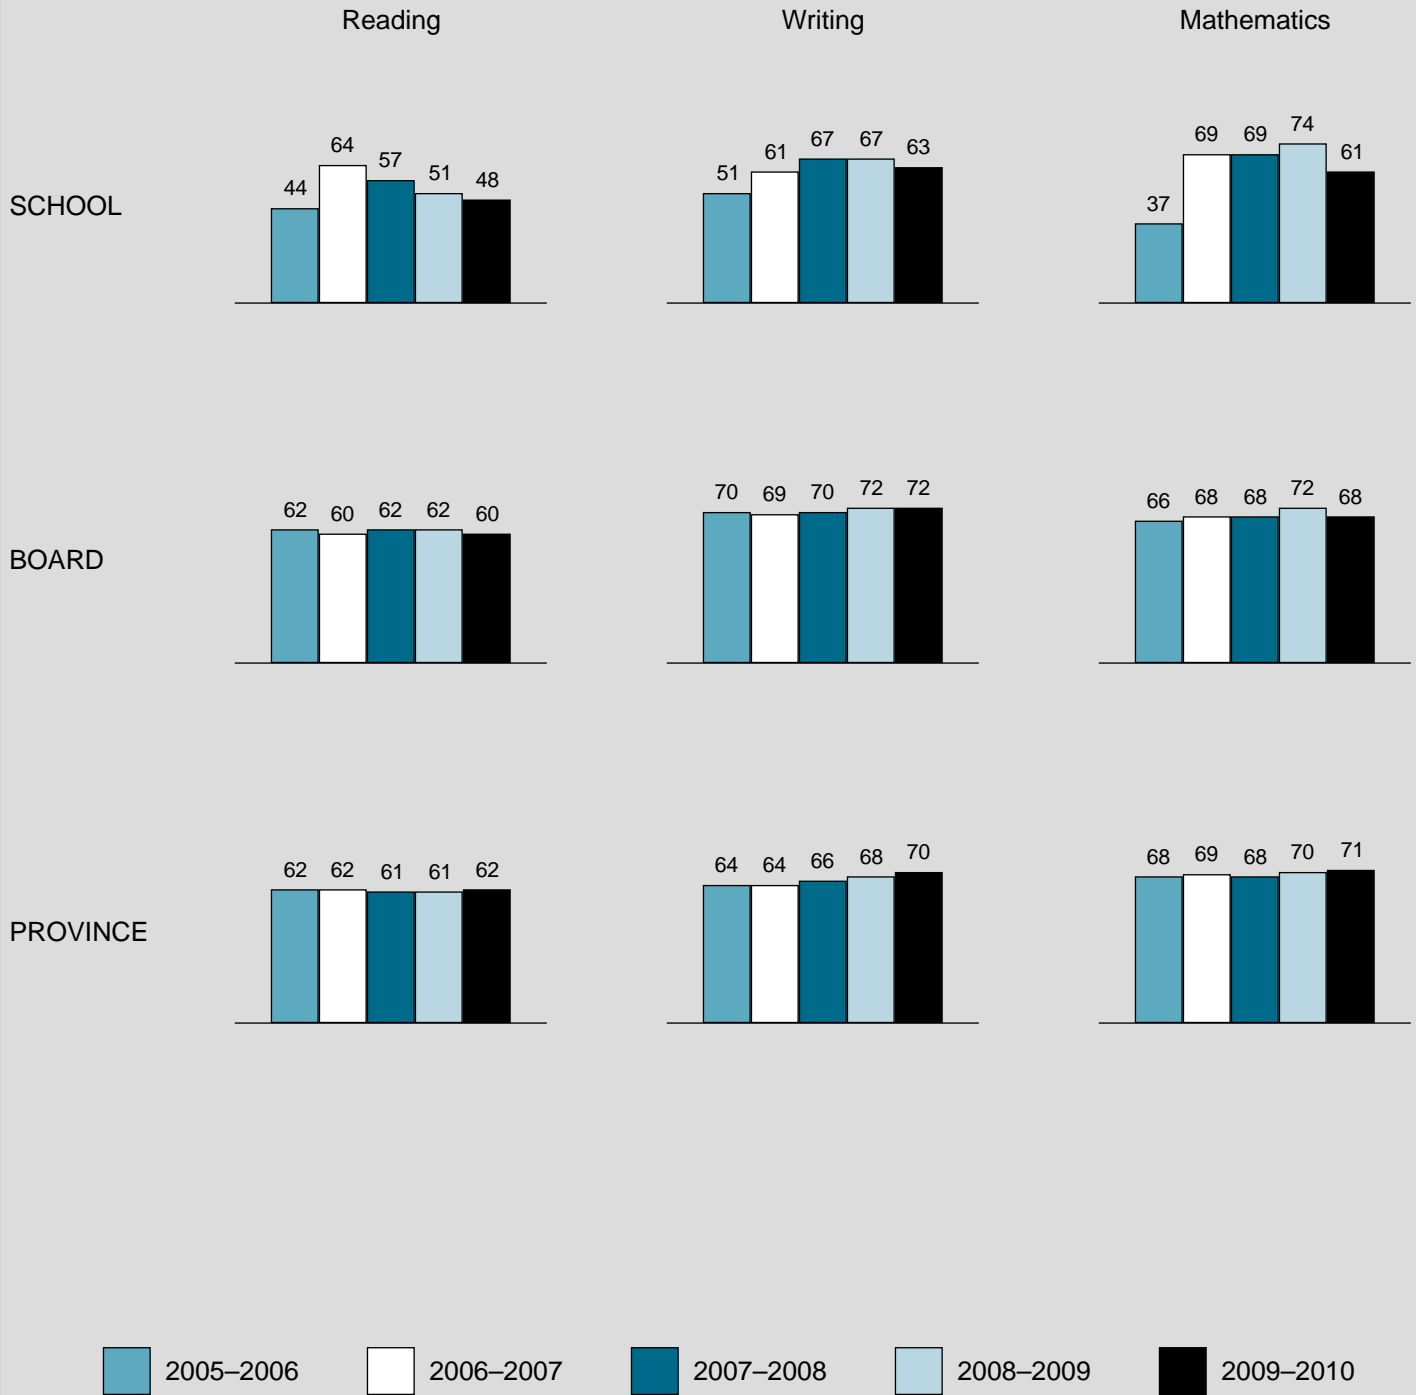 Reading Writing Mathematics
SCHOOL
44 64 57 51 48
51 61 67 67 63
37 69 69 74 61
BOARD
62 60 62 62 60
70 69 70 72 72
66 68 68 72 68
PROVINCE
62 62 61 61 62
64 64 66 68 70
68 69 68 70 71
2005–2006 2006–2007 2007–2008 2008–2009 2009–2010